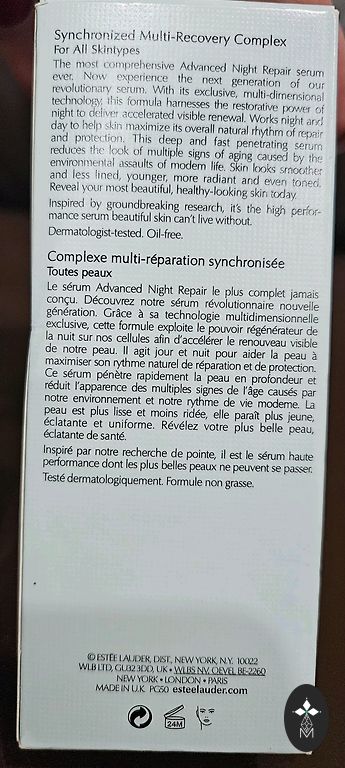 Synchronized Multi-Recovery Complex
For All Skintypes
The most comprehensive Advanced Night Repair serum
ever. Now experience the next generation of our
revolutionary serum. With its exclusive, multi-dimensional
technology, this formula harnesses the restorative power of
night to deliver accelerated visible renewal. Works night and
day to help skin maximize its overall natural rhythm of repair
and protection. This deep and fast penetrating serum
reduces the look of multiple signs of aging caused by the
environmental assaults of modern life. Skin looks smoother
and less lined, younger, more radiant and even toned.
Reveal your most beautiful, healthy-looking skin today.
Inspired by groundbreaking research, it's the high perfor-
mance serum beautiful skin can't live without.
Dermatologist-tested. Oil-free.
Complexe multi-réparation synchronisée
Toutes peaux
Le sérum Advanced Night Repair le plus complet jamais
conçu. Découvrez notre sérum révolutionnaire nouvelle
génération. Grâce à sa technologie multidimensionnelle
exclusive, cette formule exploite le pouvoir régénérateur de
la nuit sur nos cellules afin d'accélérer le renouveau visible
de notre peau. Il agit jour et nuit pour aider la peau à
maximiser son rythme naturel de réparation et de protection.
Ce sérum pénètre rapidement la peau en profondeur et
réduit l'apparence des multiples signes de l'âge causés par
notre environnement et notre rythme de vie moderne. La
peau est plus lisse et moins ridée, elle paraît plus jeune,
éclatante et uniforme. Révélez votre plus belle peau,
éclatante de santé.
Inspiré par notre recherche de pointe, il est le sérum haute
performance dont les plus belles peaux ne peuvent se passer.
Testé dermatologiquement. Formule non grasse.
© ESTÉE LAUDER, DIST., NEW YORK, N.Y. 10022
WLB LTD, GU32 3DD, UK • WLBS NV, OEVEL BE-2260
NEW YORK • LONDON • PARIS
MADE IN U.K. PG50 esteelauder.com
24M
M